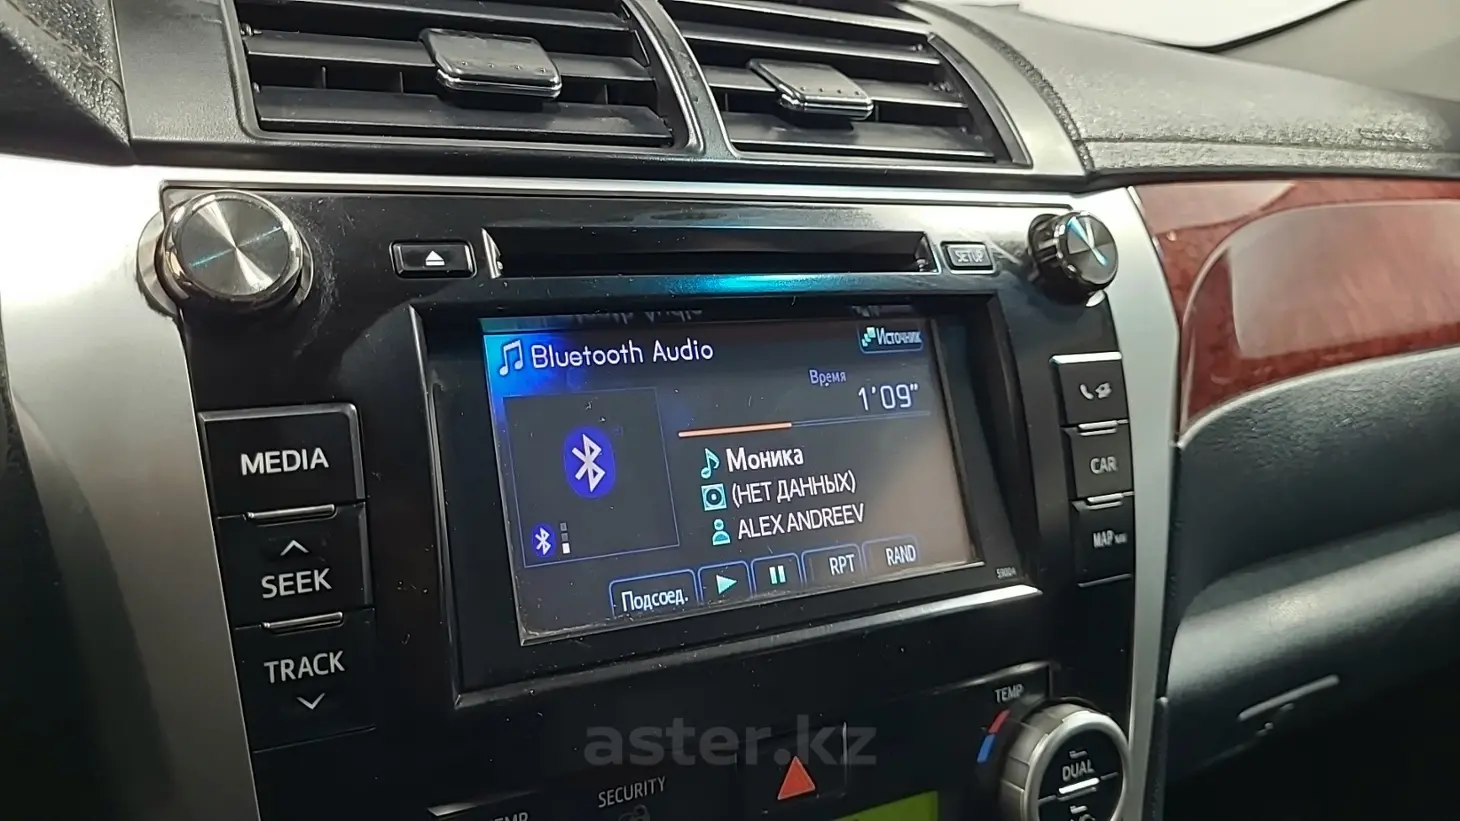 SETUP
Bluetooth Audio
Источник
Время
1'09"
Моника
(НЕТ ДАННЫХ)
ALEX ANDREEV
Подсоед.
RPT
RAND
MEDIA
SEEK
TRACK
CAR
MAP
59004
TEMP
DUAL
aster.kz
SECURITY